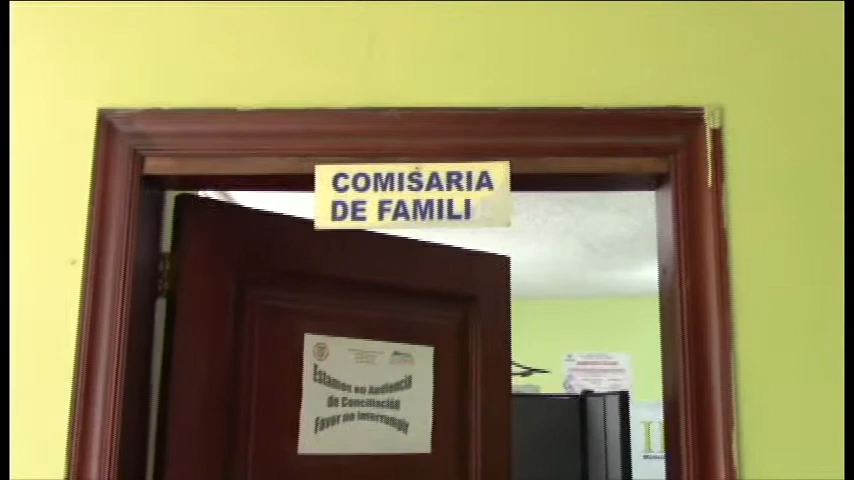 COMISARIA
DE FAMILI
Estamos en Audiencia
de Conciliación
Favor no Interrumpir